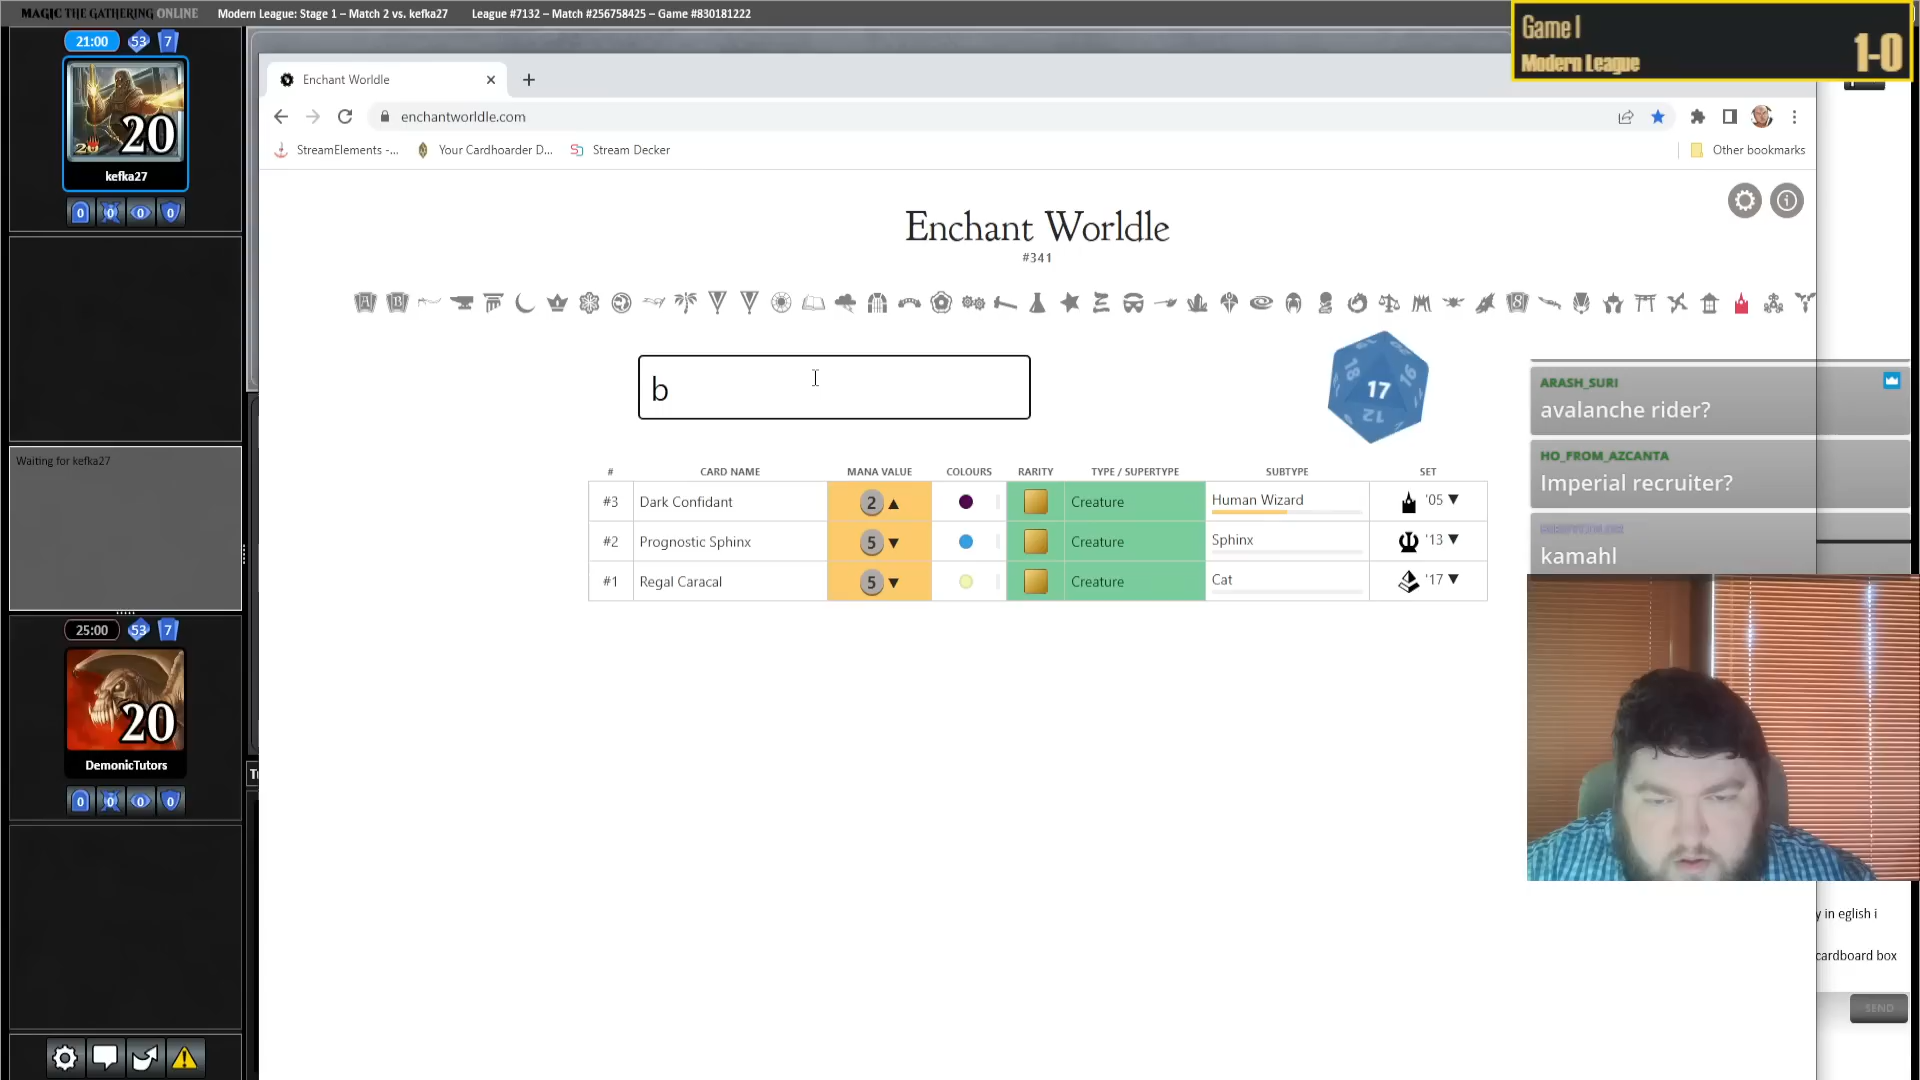 MAGIC THE GATHERING ONLINE Modern League: Stage 1 – Match 2 vs. kefka27 League #7132 – Match #256758425 – Game #830181222
Game 1
Modern League 1-0
21:00 53 7
20
kefka27
0 0 0 0
Waiting for kefka27
25:00 53 7
20
DemonicTutors
0 0 0 0
Enchant Worldle
enchantworldle.com
StreamElements -... Your Cardhoarder D... Stream Decker Other bookmarks
Enchant Worldle
#341
b
17
# CARD NAME MANA VALUE COLOURS RARITY TYPE / SUPERTYPE SUBTYPE SET
#3 Dark Confidant 2 ▲ Creature Human Wizard '05 ▼
#2 Prognostic Sphinx 5 ▼ Creature Sphinx '13 ▼
#1 Regal Caracal 5 ▼ Creature Cat '17 ▼
ARASH_SURI
avalanche rider?
HO_FROM_AZCANTA
Imperial recruiter?
kamahl
y in eglish i
cardboard box
SEND